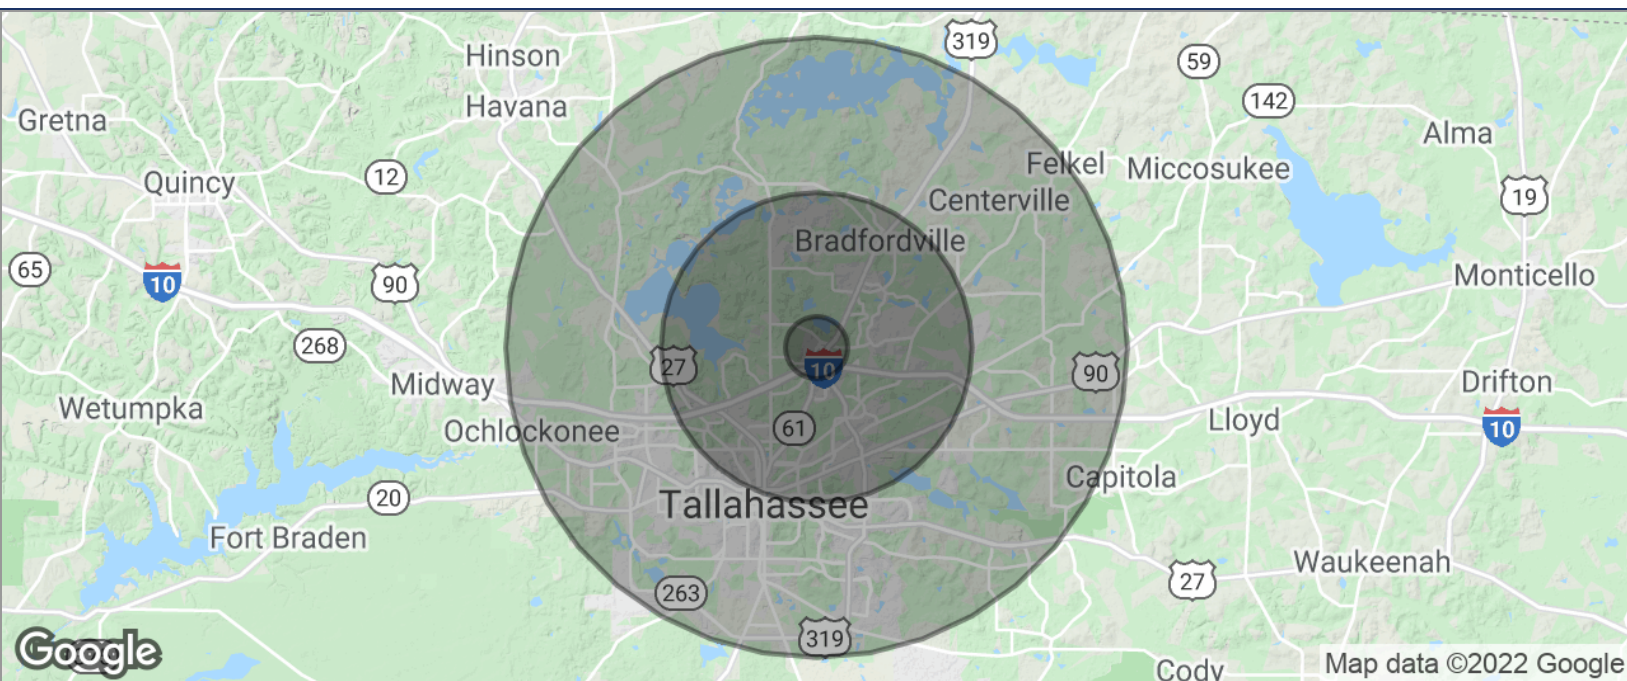 319
Hinson
59
Havana
142
Gretna
Alma
Felkel
Miccosukee
12
Quincy
19
Centerville
Bradfordville
65
10
90
Monticello
268
27
10
90
Midway
Drifton
Wetumpka
Lloyd
61
10
Ochlockonee
Capitola
20
Tallahassee
Fort Braden
Waukeenah
27
263
319
Google
Map data ©2022 Google
Cody